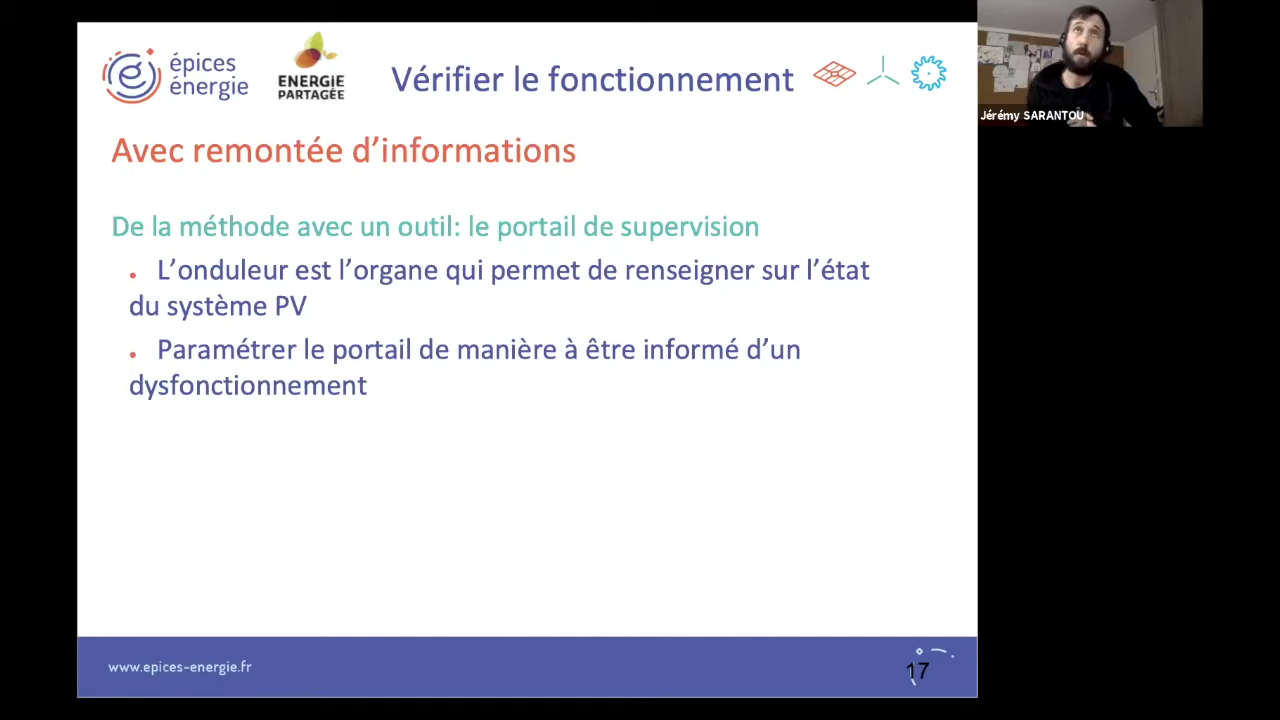 épices
énergie
ENERGIE
PARTAGÉE
Vérifier le fonctionnement
Jérémy SARANTOU
Avec remontée d’informations
De la méthode avec un outil: le portail de supervision
• L’onduleur est l’organe qui permet de renseigner sur l’état
du système PV
• Paramétrer le portail de manière à être informé d’un
dysfonctionnement
www.epices-energie.fr
17